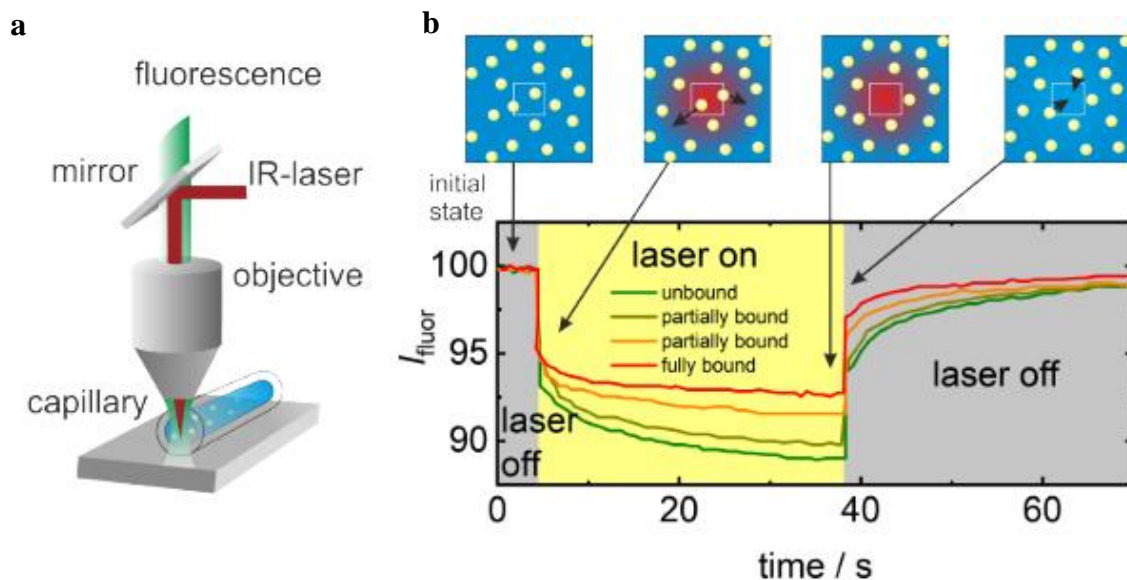 a
fluorescence
mirror
IR-laser
objective
capillary
b
initial
state
laser on
unbound
partially bound
partially bound
fully bound
laser
off
laser off
100
95
90
I fluor
0
20
40
60
time / s